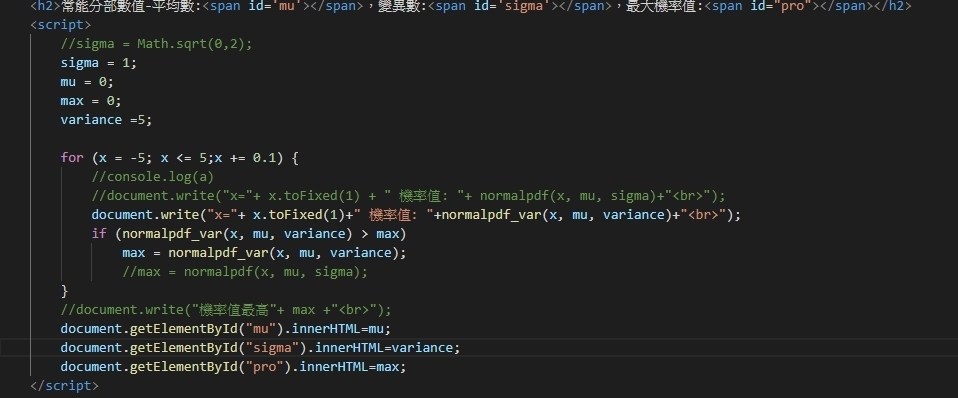 <h2>常能分部數值-平均數:<span id='mu'></span>，變異數:<span id='sigma'></span>，最大機率值:<span id="pro"></span></h2>
<script>
//sigma = Math.sqrt(0,2);
sigma = 1;
mu = 0;
max = 0;
variance =5;
for (x = -5; x <= 5;x += 0.1) {
//console.log(a)
//document.write("x="+ x.toFixed(1) + " 機率值: "+ normalpdf(x, mu, sigma)+"<br>");
document.write("x="+ x.toFixed(1)+" 機率值: "+normalpdf_var(x, mu, variance)+"<br>");
if (normalpdf_var(x, mu, variance) > max)
max = normalpdf_var(x, mu, variance);
//max = normalpdf(x, mu, sigma);
}
//document.write("機率值最高"+ max +"<br>");
document.getElementById("mu").innerHTML=mu;
document.getElementById("sigma").innerHTML=variance;
document.getElementById("pro").innerHTML=max;
</script>